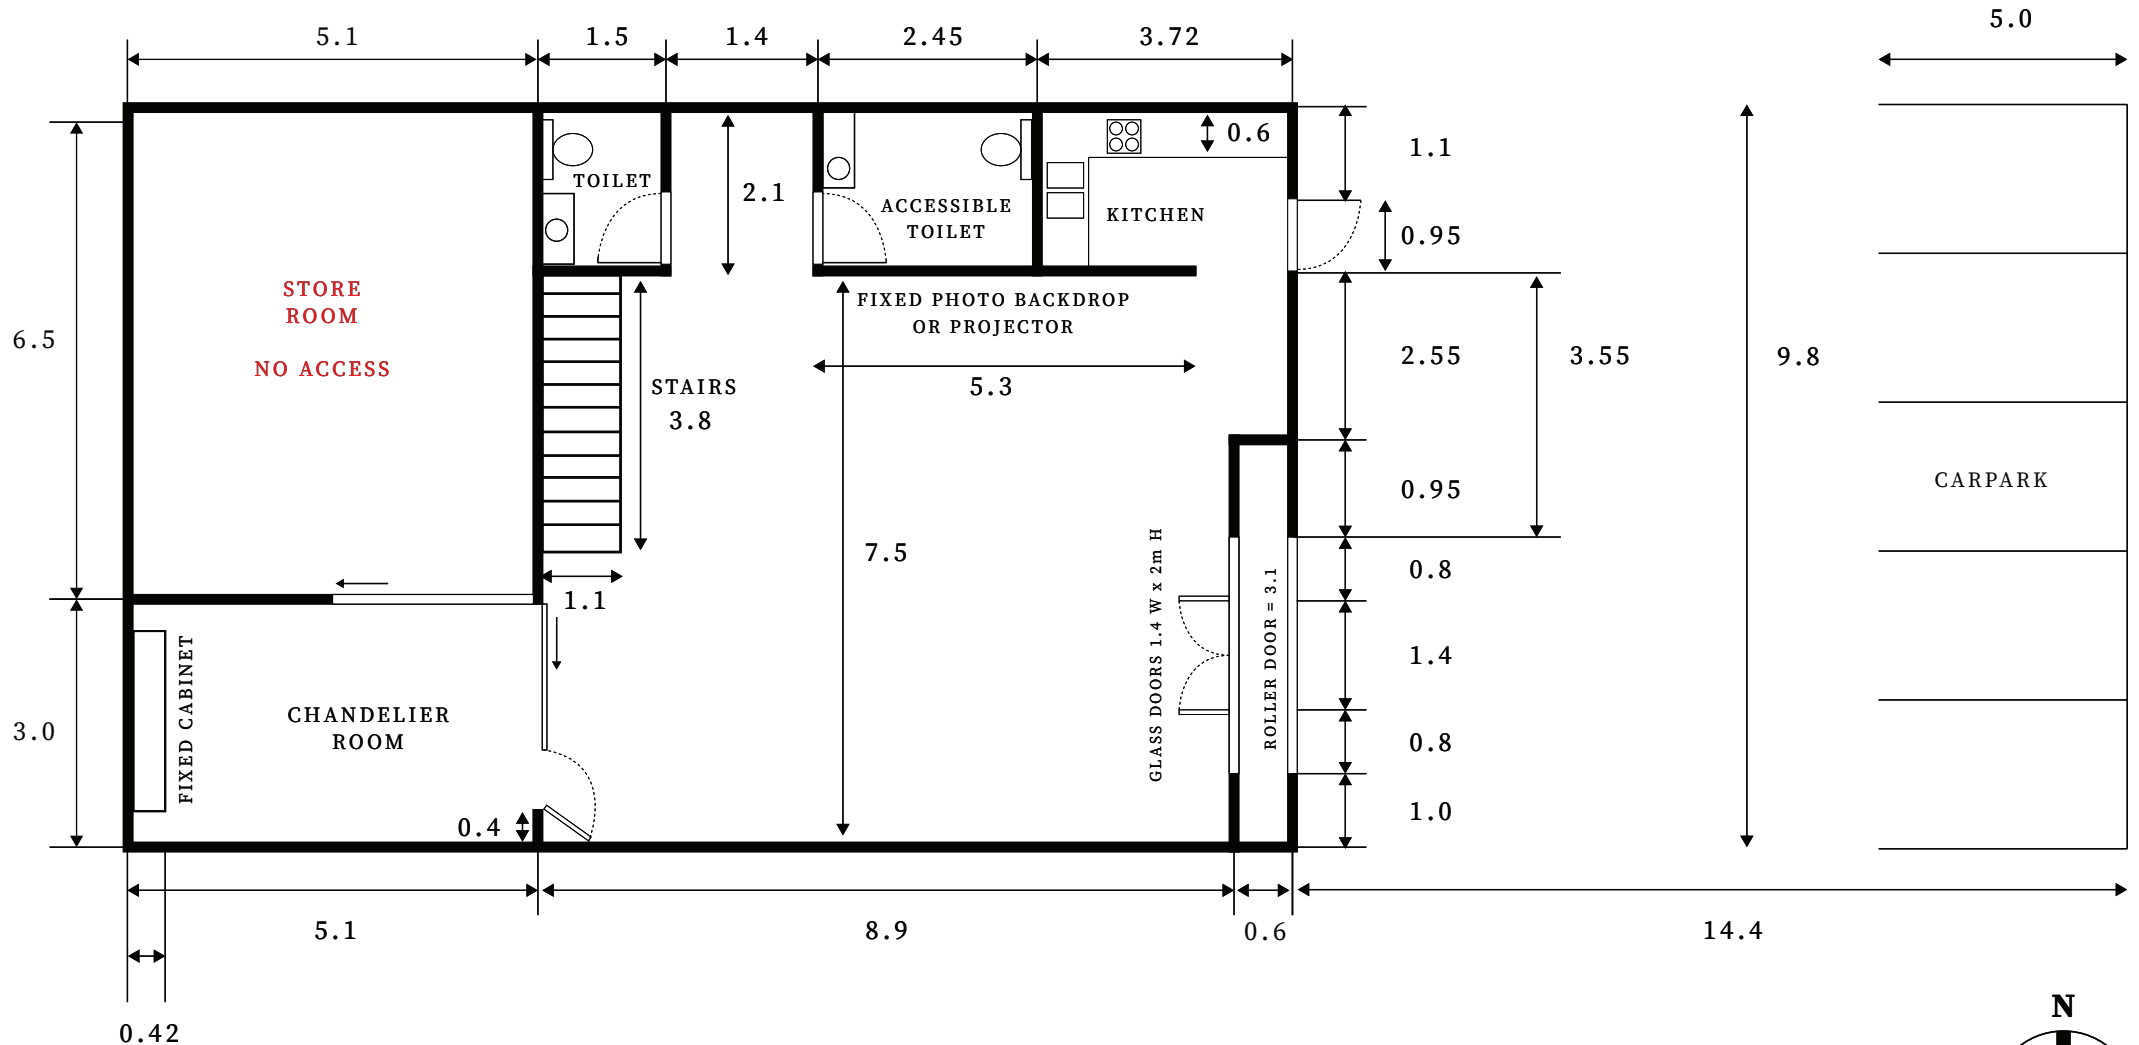 5.1
1.5
1.4
2.45
3.72
5.0
0.6
1.1
TOILET
2.1
ACCESSIBLE
TOILET
KITCHEN
0.95
STORE
ROOM
NO ACCESS
6.5
FIXED PHOTO BACKDROP
OR PROJECTOR
5.3
STAIRS
3.8
2.55
3.55
9.8
CARPARK
0.95
7.5
0.8
1.1
GLASS DOORS 1.4 W x 2m H
ROLLER DOOR = 3.1
1.4
FIXED CABINET
CHANDELIER
ROOM
3.0
0.8
0.4
1.0
5.1
8.9
0.6
14.4
0.42
N